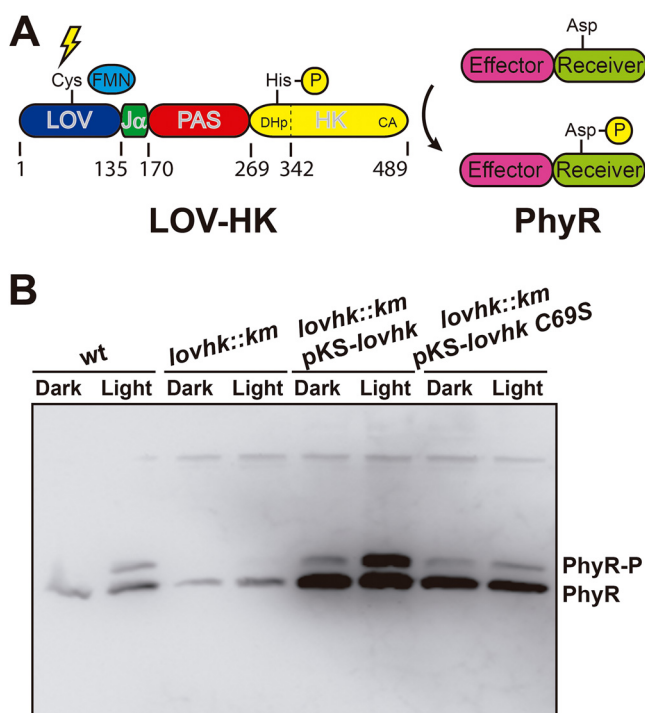 A
Cys FMN His P
LOV Jα PAS DHp HK CA
1 135 170 269 342 489
LOV-HK
Asp
Effector Receiver
Asp P
Effector Receiver
PhyR
B
wt lovhk::km lovhk::km lovhk::km
pKS-lovhk pKS-lovhk C69S
Dark Light Dark Light Dark Light Dark Light
PhyR-P
PhyR